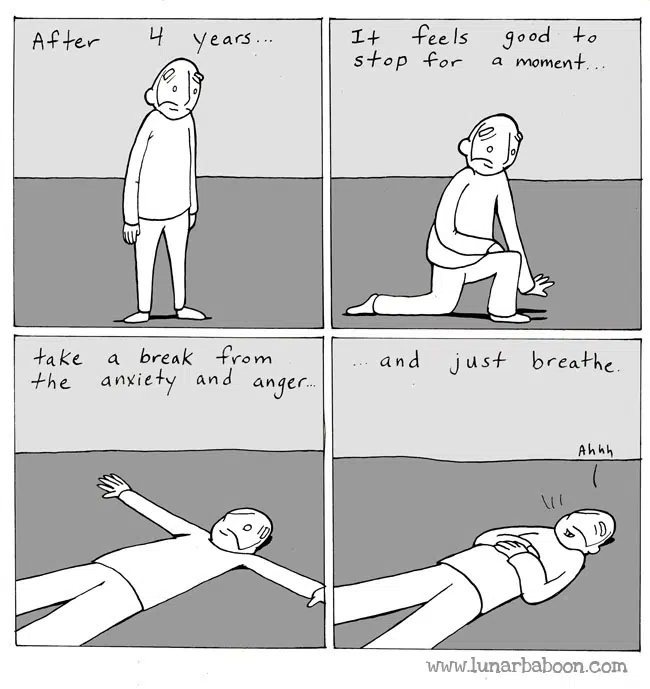 After 4 years...
It feels good to
stop for a moment...
take a break from
the anxiety and anger...
... and just breathe.
Ahhh
www.lunarbaboon.com